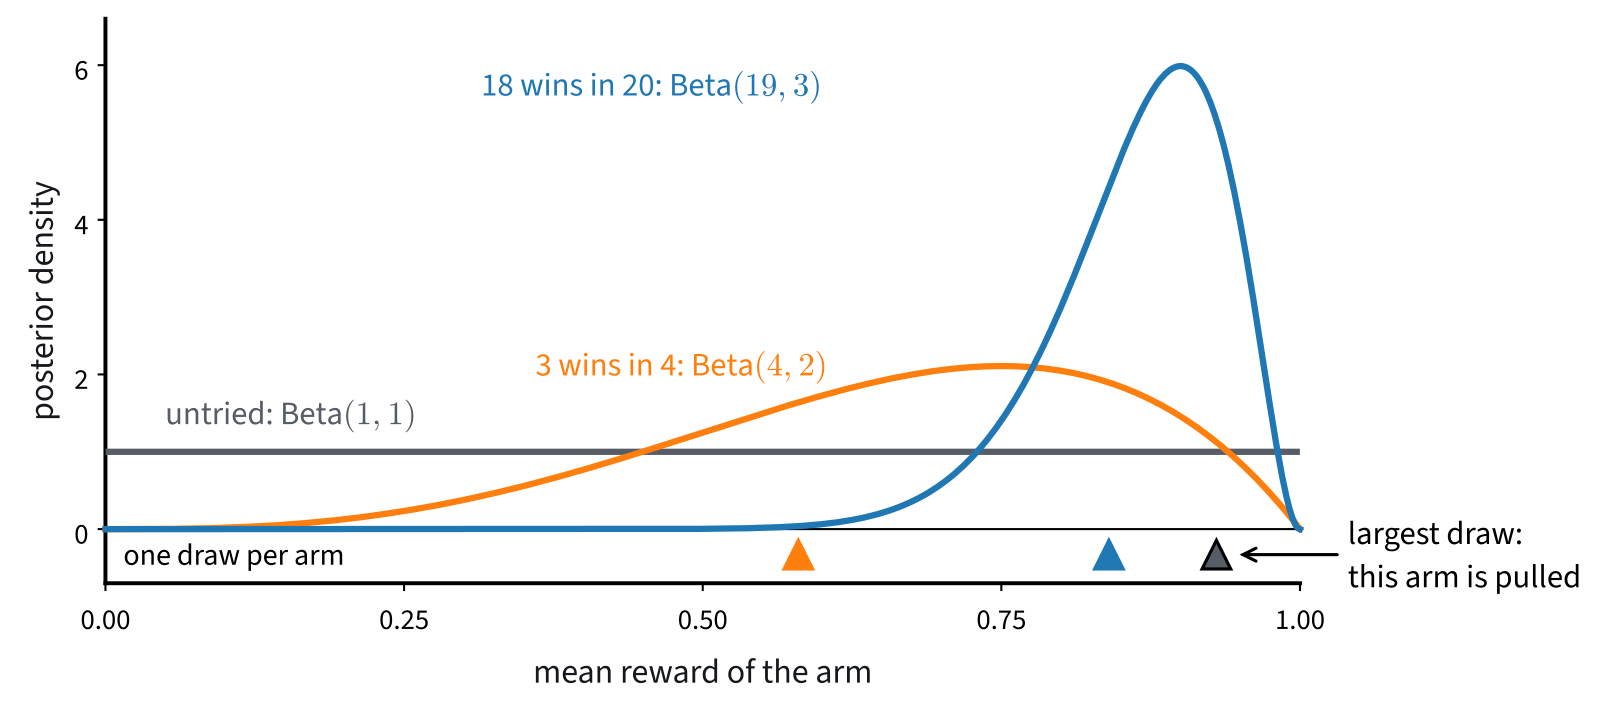 18 wins in 20: Beta(19, 3)
3 wins in 4: Beta(4, 2)
untried: Beta(1, 1)
posterior density
6
4
2
0
one draw per arm
largest draw:
this arm is pulled
0.00 0.25 0.50 0.75 1.00
mean reward of the arm